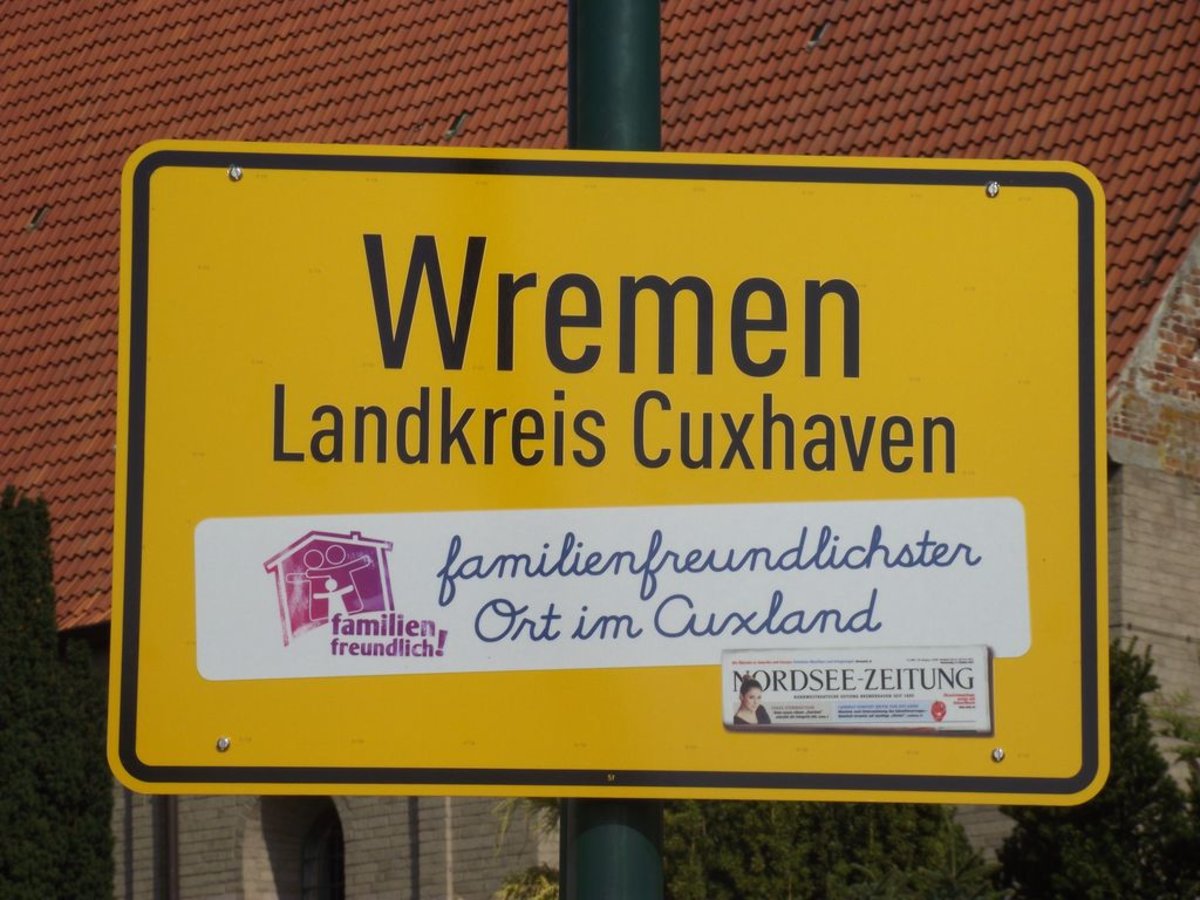 Wremen
Landkreis Cuxhaven
familienfreundlichster
Ort im Cuxland
familien
freundlich!
NORDSEE-ZEITUNG